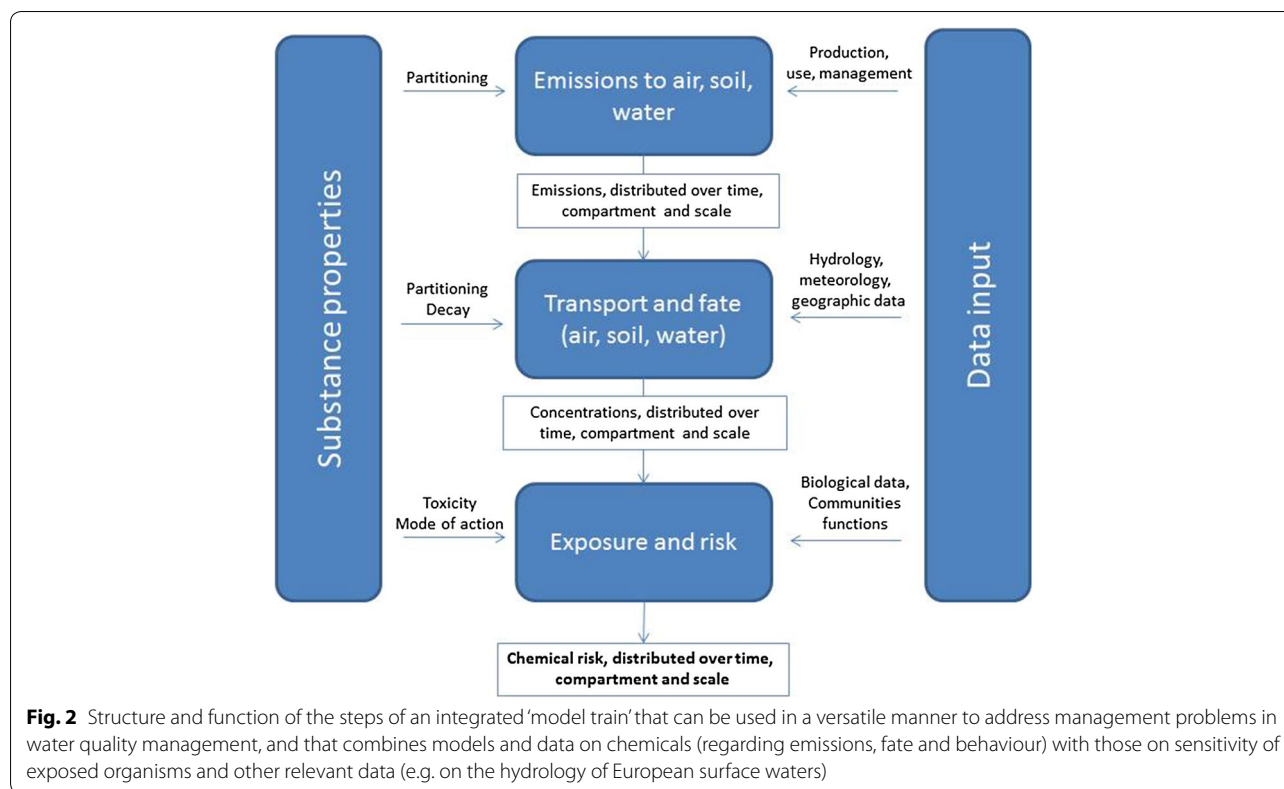 Substance properties
Partitioning
Emissions to air, soil,
water
Production,
use, management
Emissions, distributed over time,
compartment and scale
Partitioning
Decay
Transport and fate
(air, soil, water)
Hydrology,
meteorology,
geographic data
Concentrations, distributed over
time, compartment and scale
Toxicity
Mode of action
Exposure and risk
Biological data,
Communities
functions
Data input
Chemical risk, distributed over time,
compartment and scale
Fig. 2 Structure and function of the steps of an integrated ‘model train’ that can be used in a versatile manner to address management problems in
water quality management, and that combines models and data on chemicals (regarding emissions, fate and behaviour) with those on sensitivity of
exposed organisms and other relevant data (e.g. on the hydrology of European surface waters)